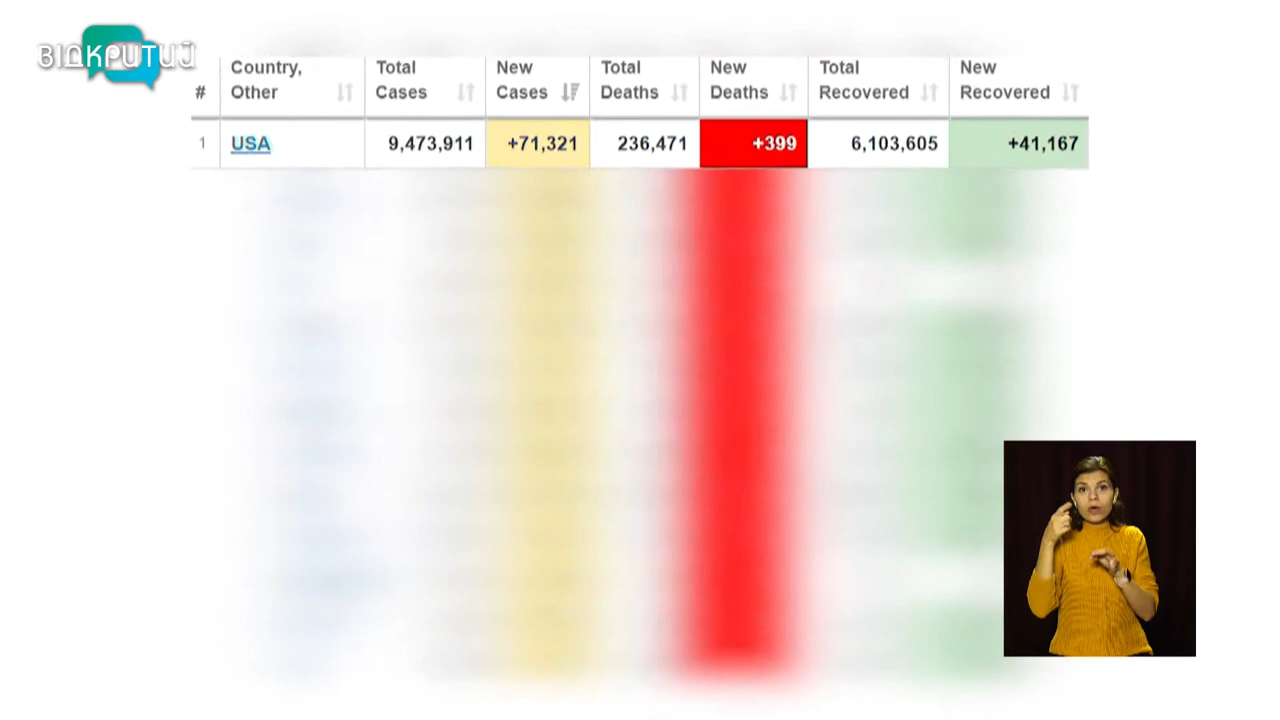 ВІДКРИТИЙ
# Country, Other Total Cases New Cases Total Deaths New Deaths Total Recovered New Recovered
1 USA 9,473,911 +71,321 236,471 +399 6,103,605 +41,167